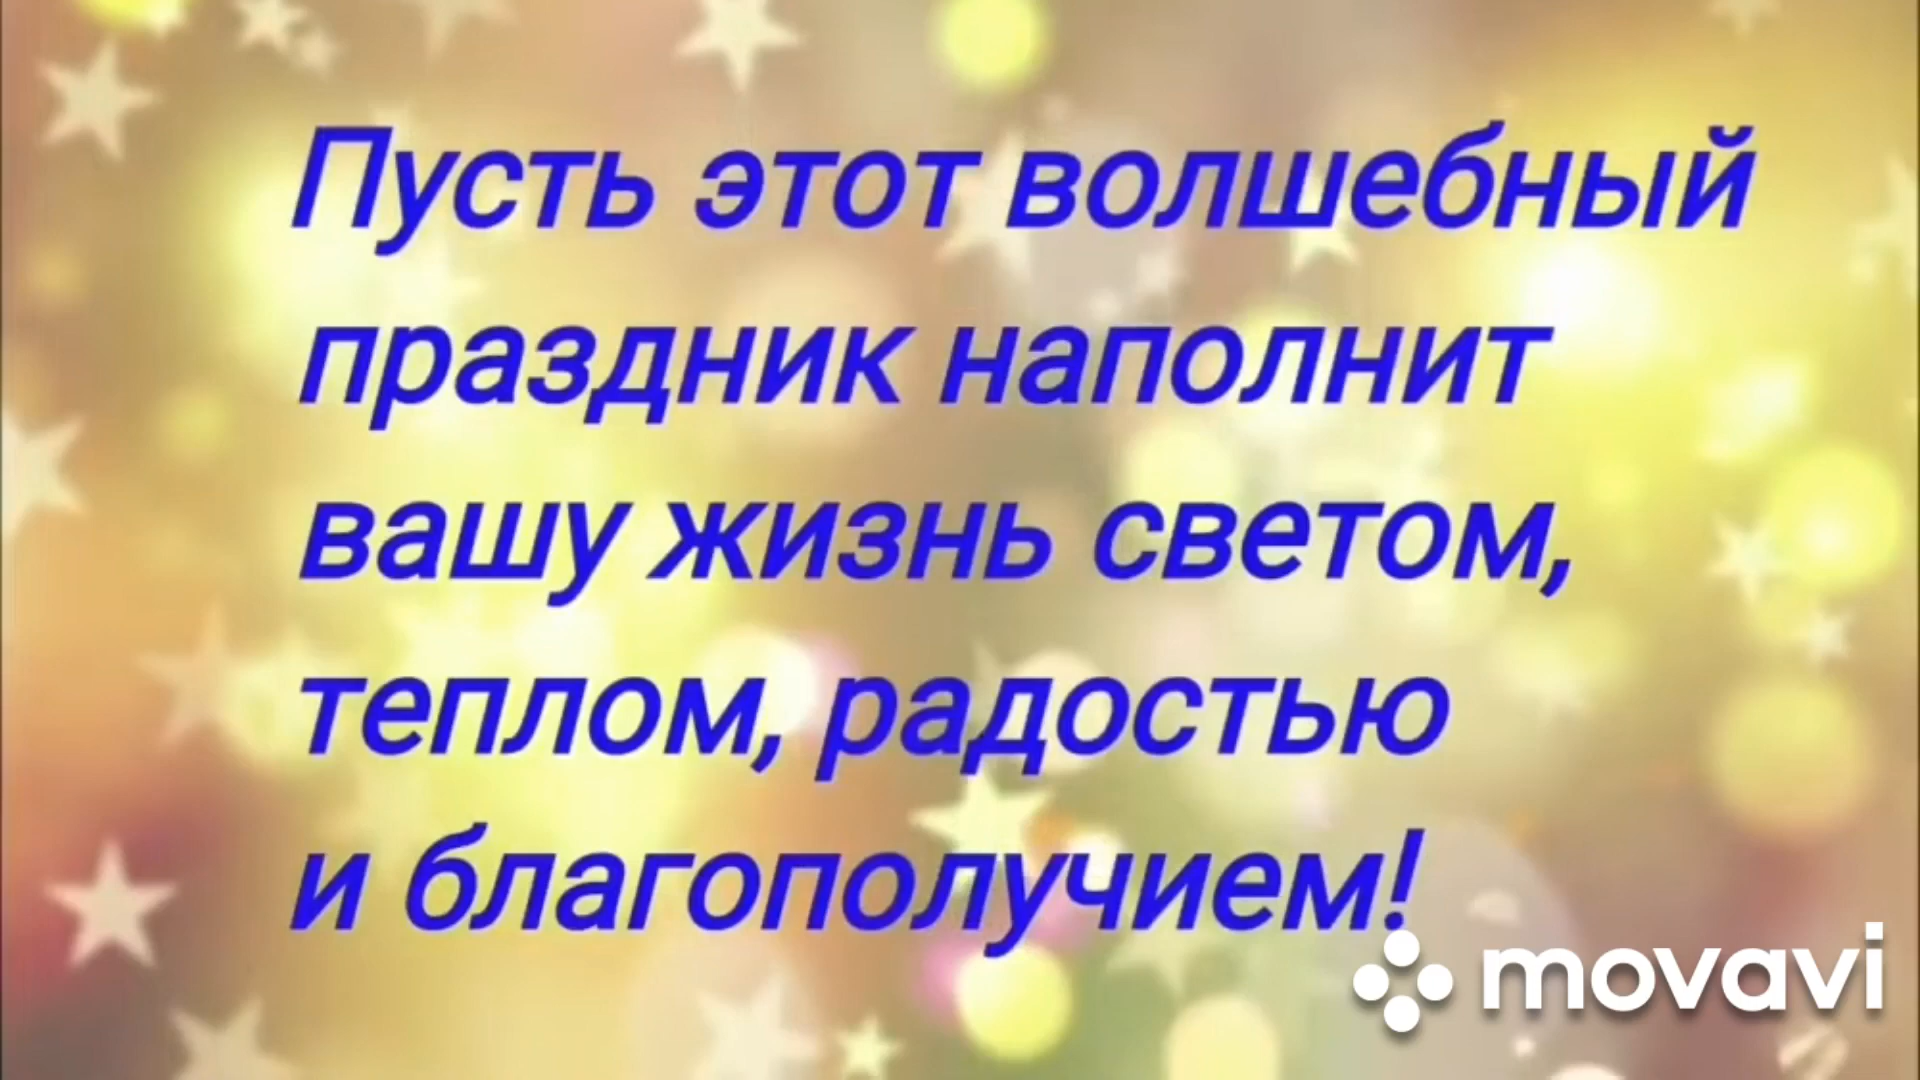 Пусть этот волшебный
праздник наполнит
вашу жизнь светом,
теплом, радостью
и благополучием!
movavi